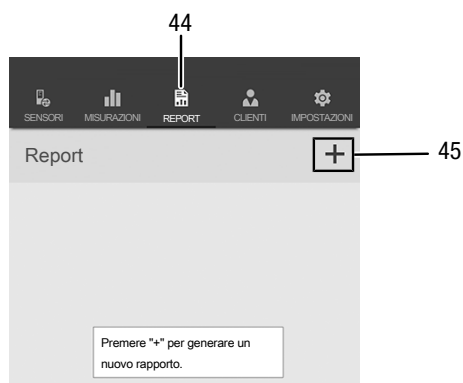 44
SENSORI MISURAZIONI REPORT CLIENTI IMPOSTAZIONI
Report +
45
Premere "+" per generare un
nuovo rapporto.